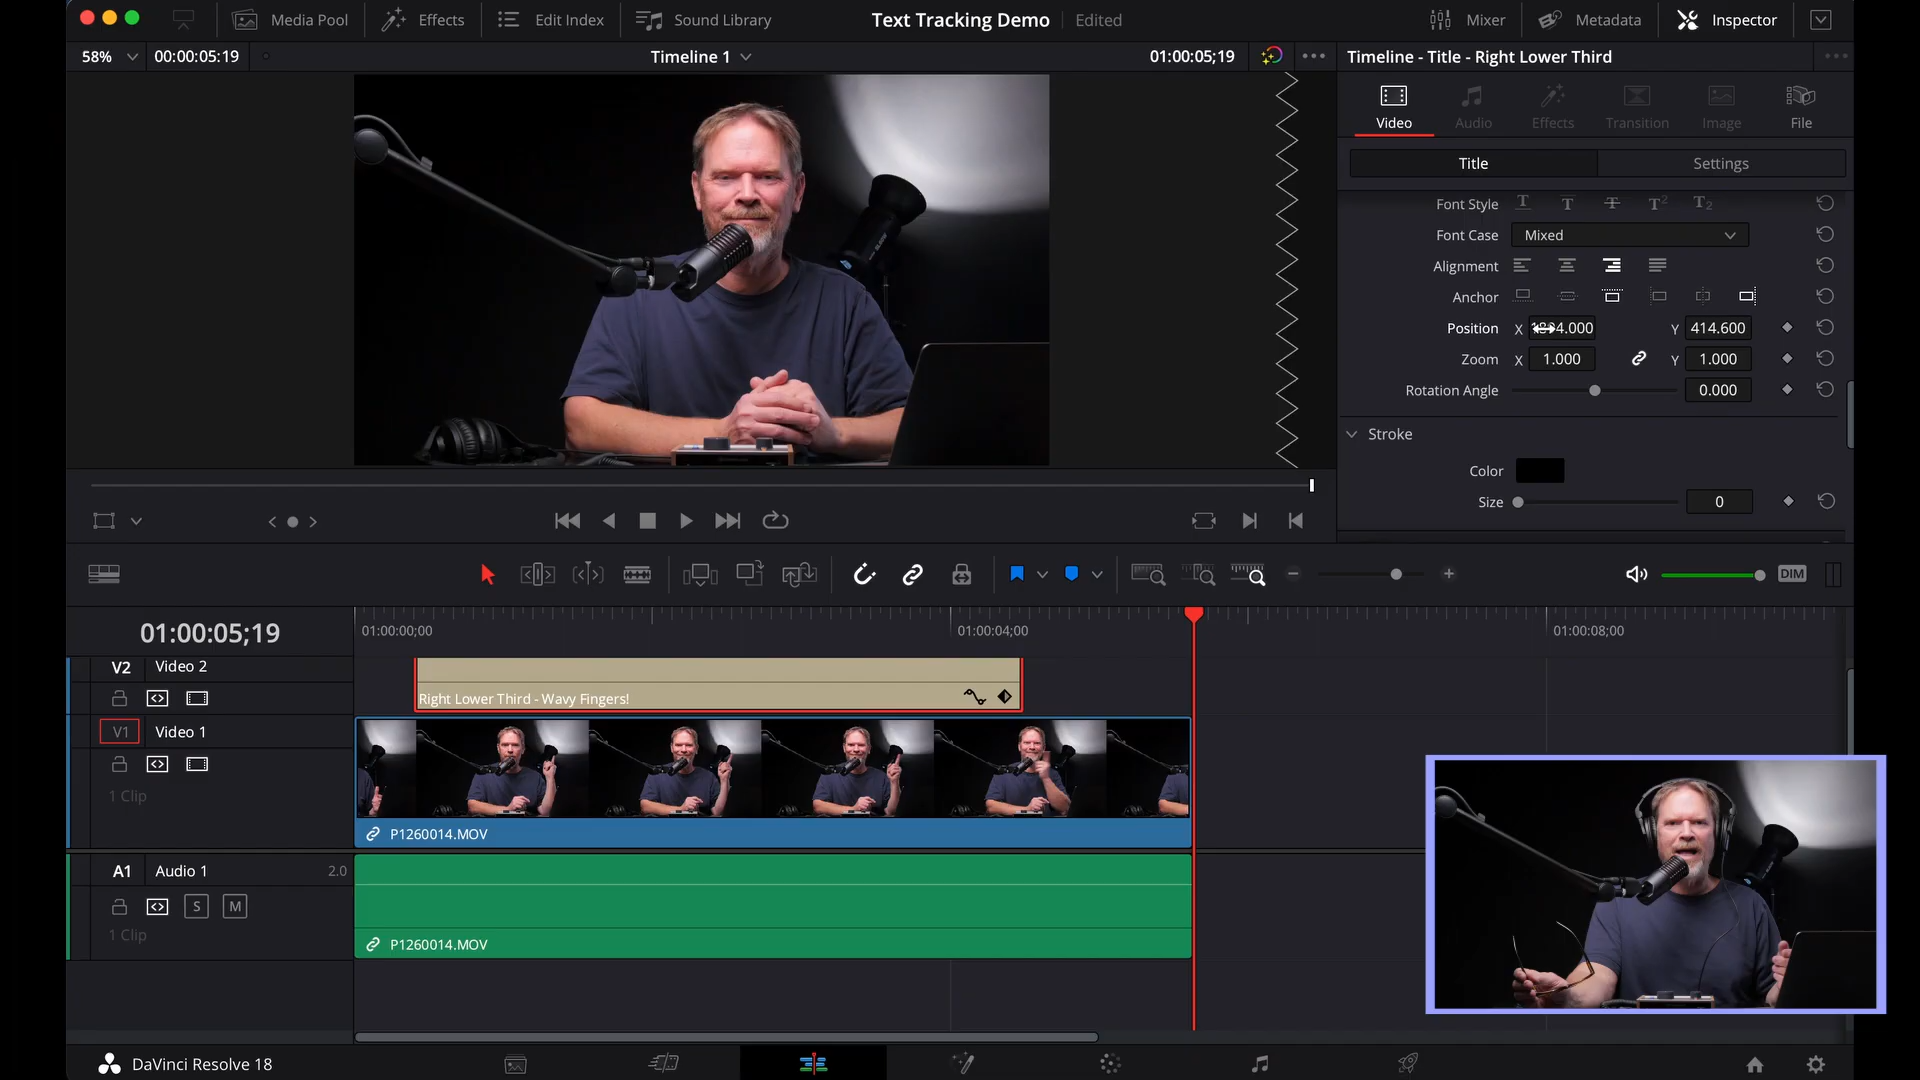 Media Pool
Effects
Edit Index
Sound Library
Text Tracking Demo
Edited
Mixer
Metadata
Inspector
58%
00:00:05:19
Timeline 1
01:00:05;19
Timeline - Title - Right Lower Third
Video
Audio
Effects
Transition
Image
File
Title
Settings
Font Style
T T T T2 T2
Font Case
Mixed
Alignment
Anchor
Position X Y 414.600
Zoom X 1.000 Y 1.000
Rotation Angle 0.000
Stroke
Color
Size 0
DIM
01:00:05;19
01:00:00;00
01:00:04;00
01:00:08;00
V2 Video 2
Right Lower Third - Wavy Fingers!
V1 Video 1
1 Clip
P1260014.MOV
A1 Audio 1 2.0
S M
1 Clip
P1260014.MOV
DaVinci Resolve 18